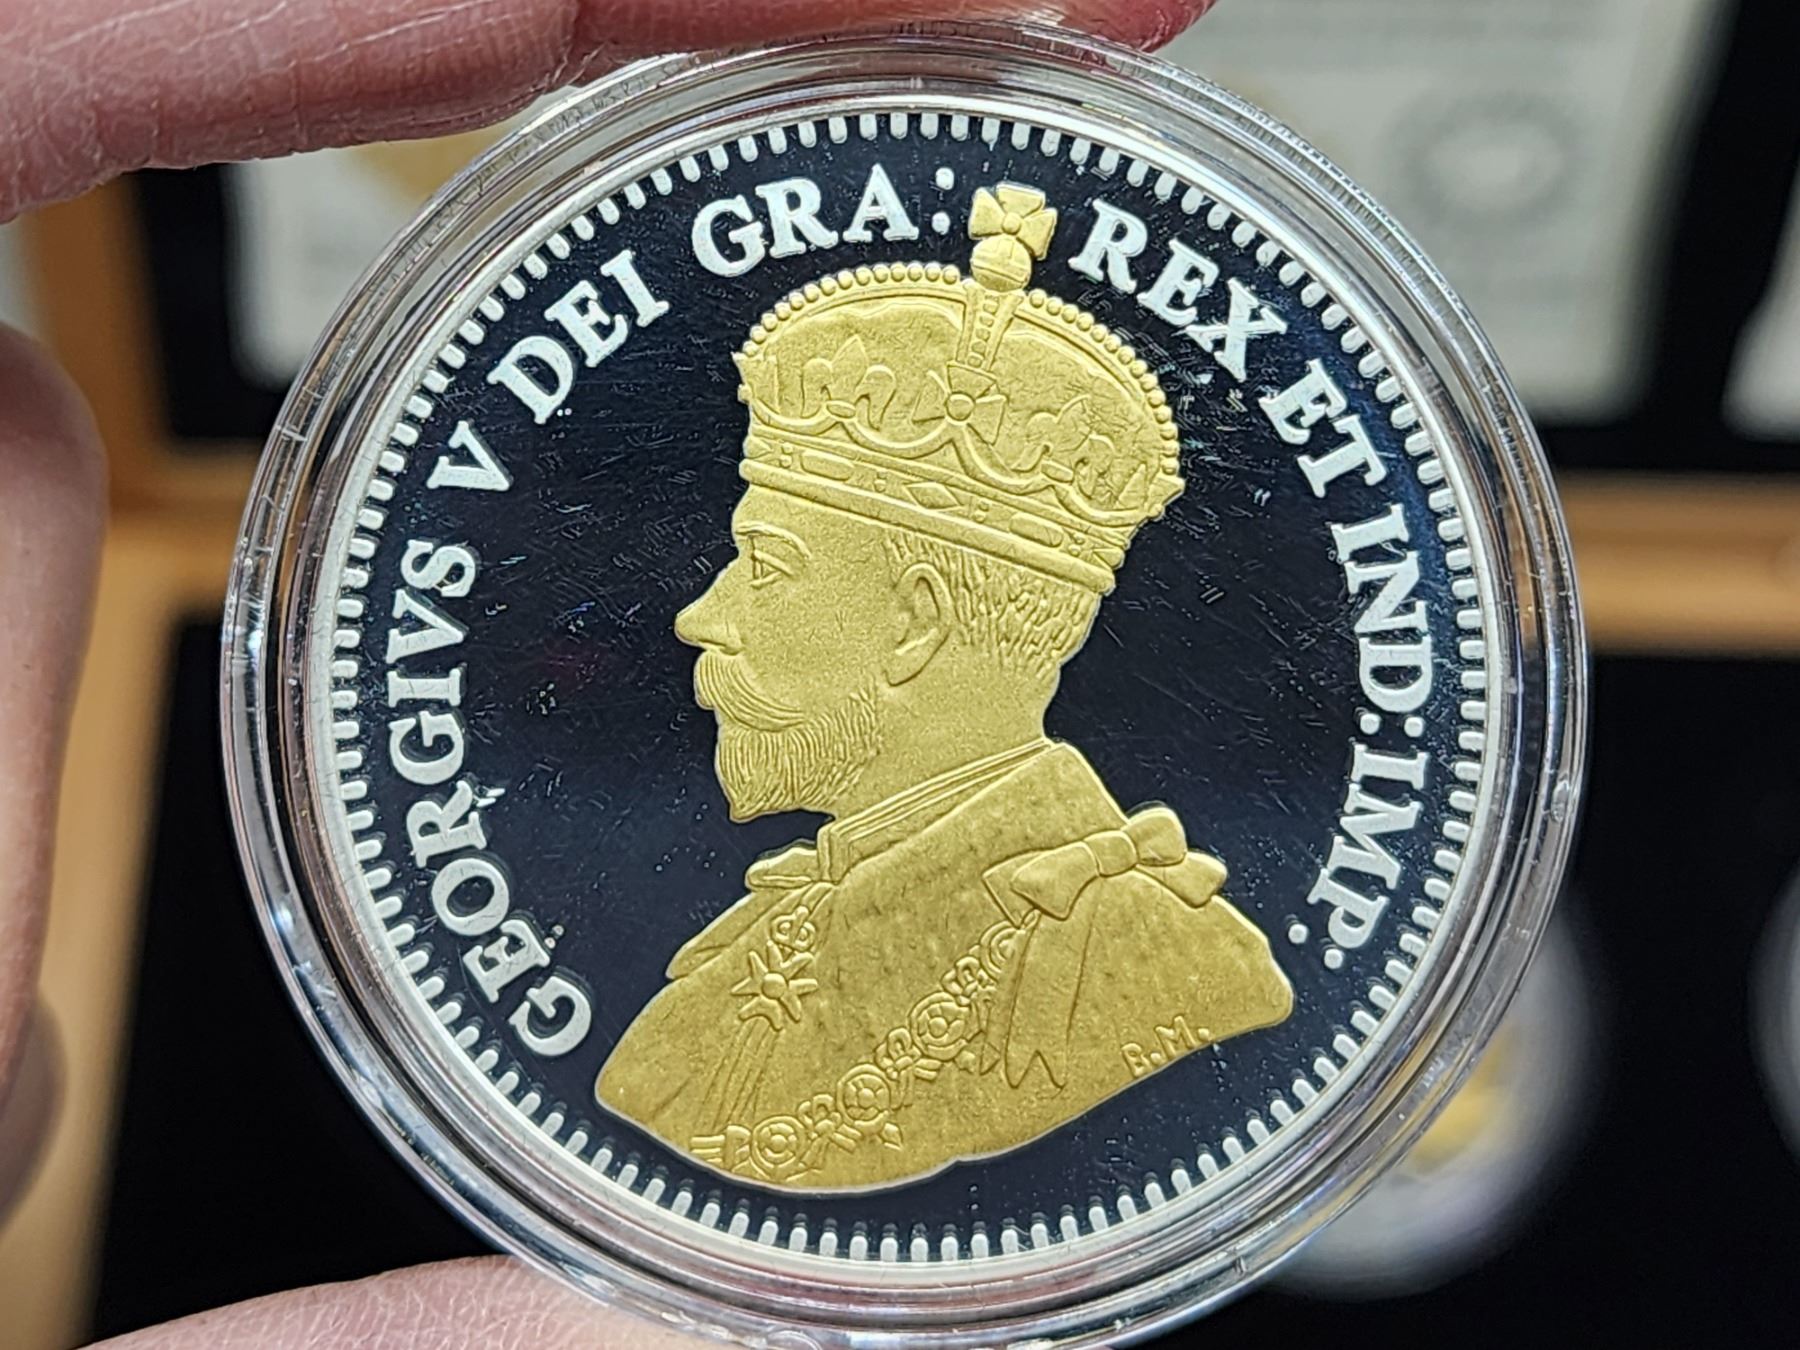 GEORGIVS V DEI GRA: REX ET IND:IMP:
B.M.